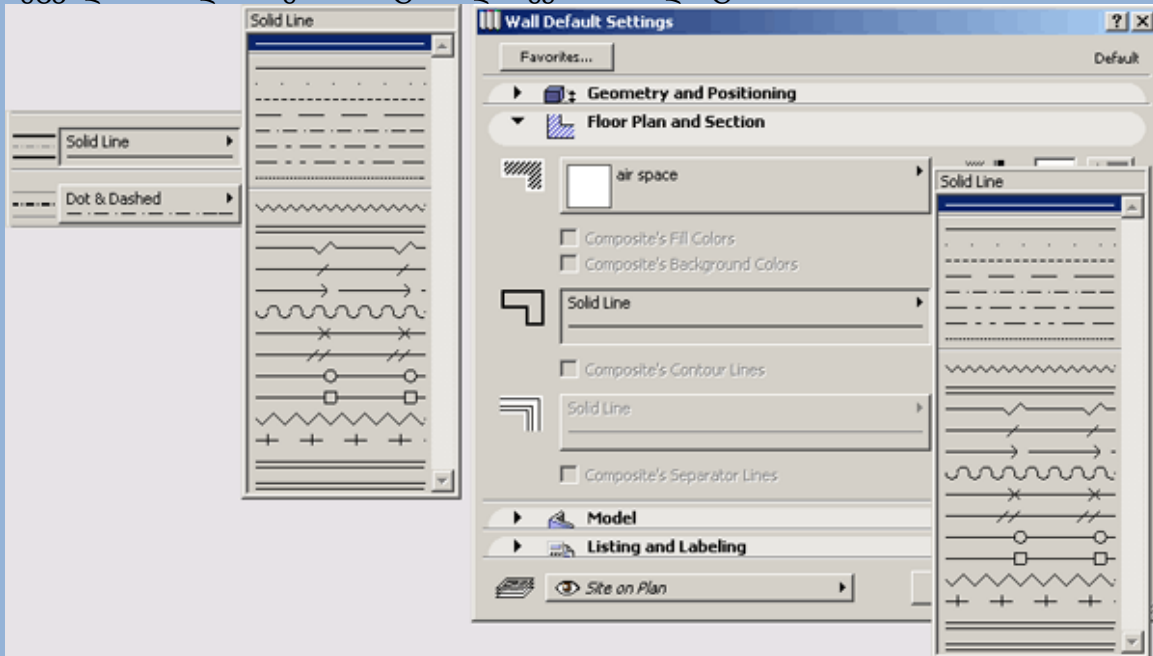 Solid Line
Solid Line
Dot & Dashed
Wall Default Settings
Favorites...
Default
Geometry and Positioning
Floor Plan and Section
air space
Composite's Fill Colors
Composite's Background Colors
Solid Line
Composite's Contour Lines
Solid Line
Composite's Separator Lines
Model
Listing and Labeling
Site on Plan
Solid Line